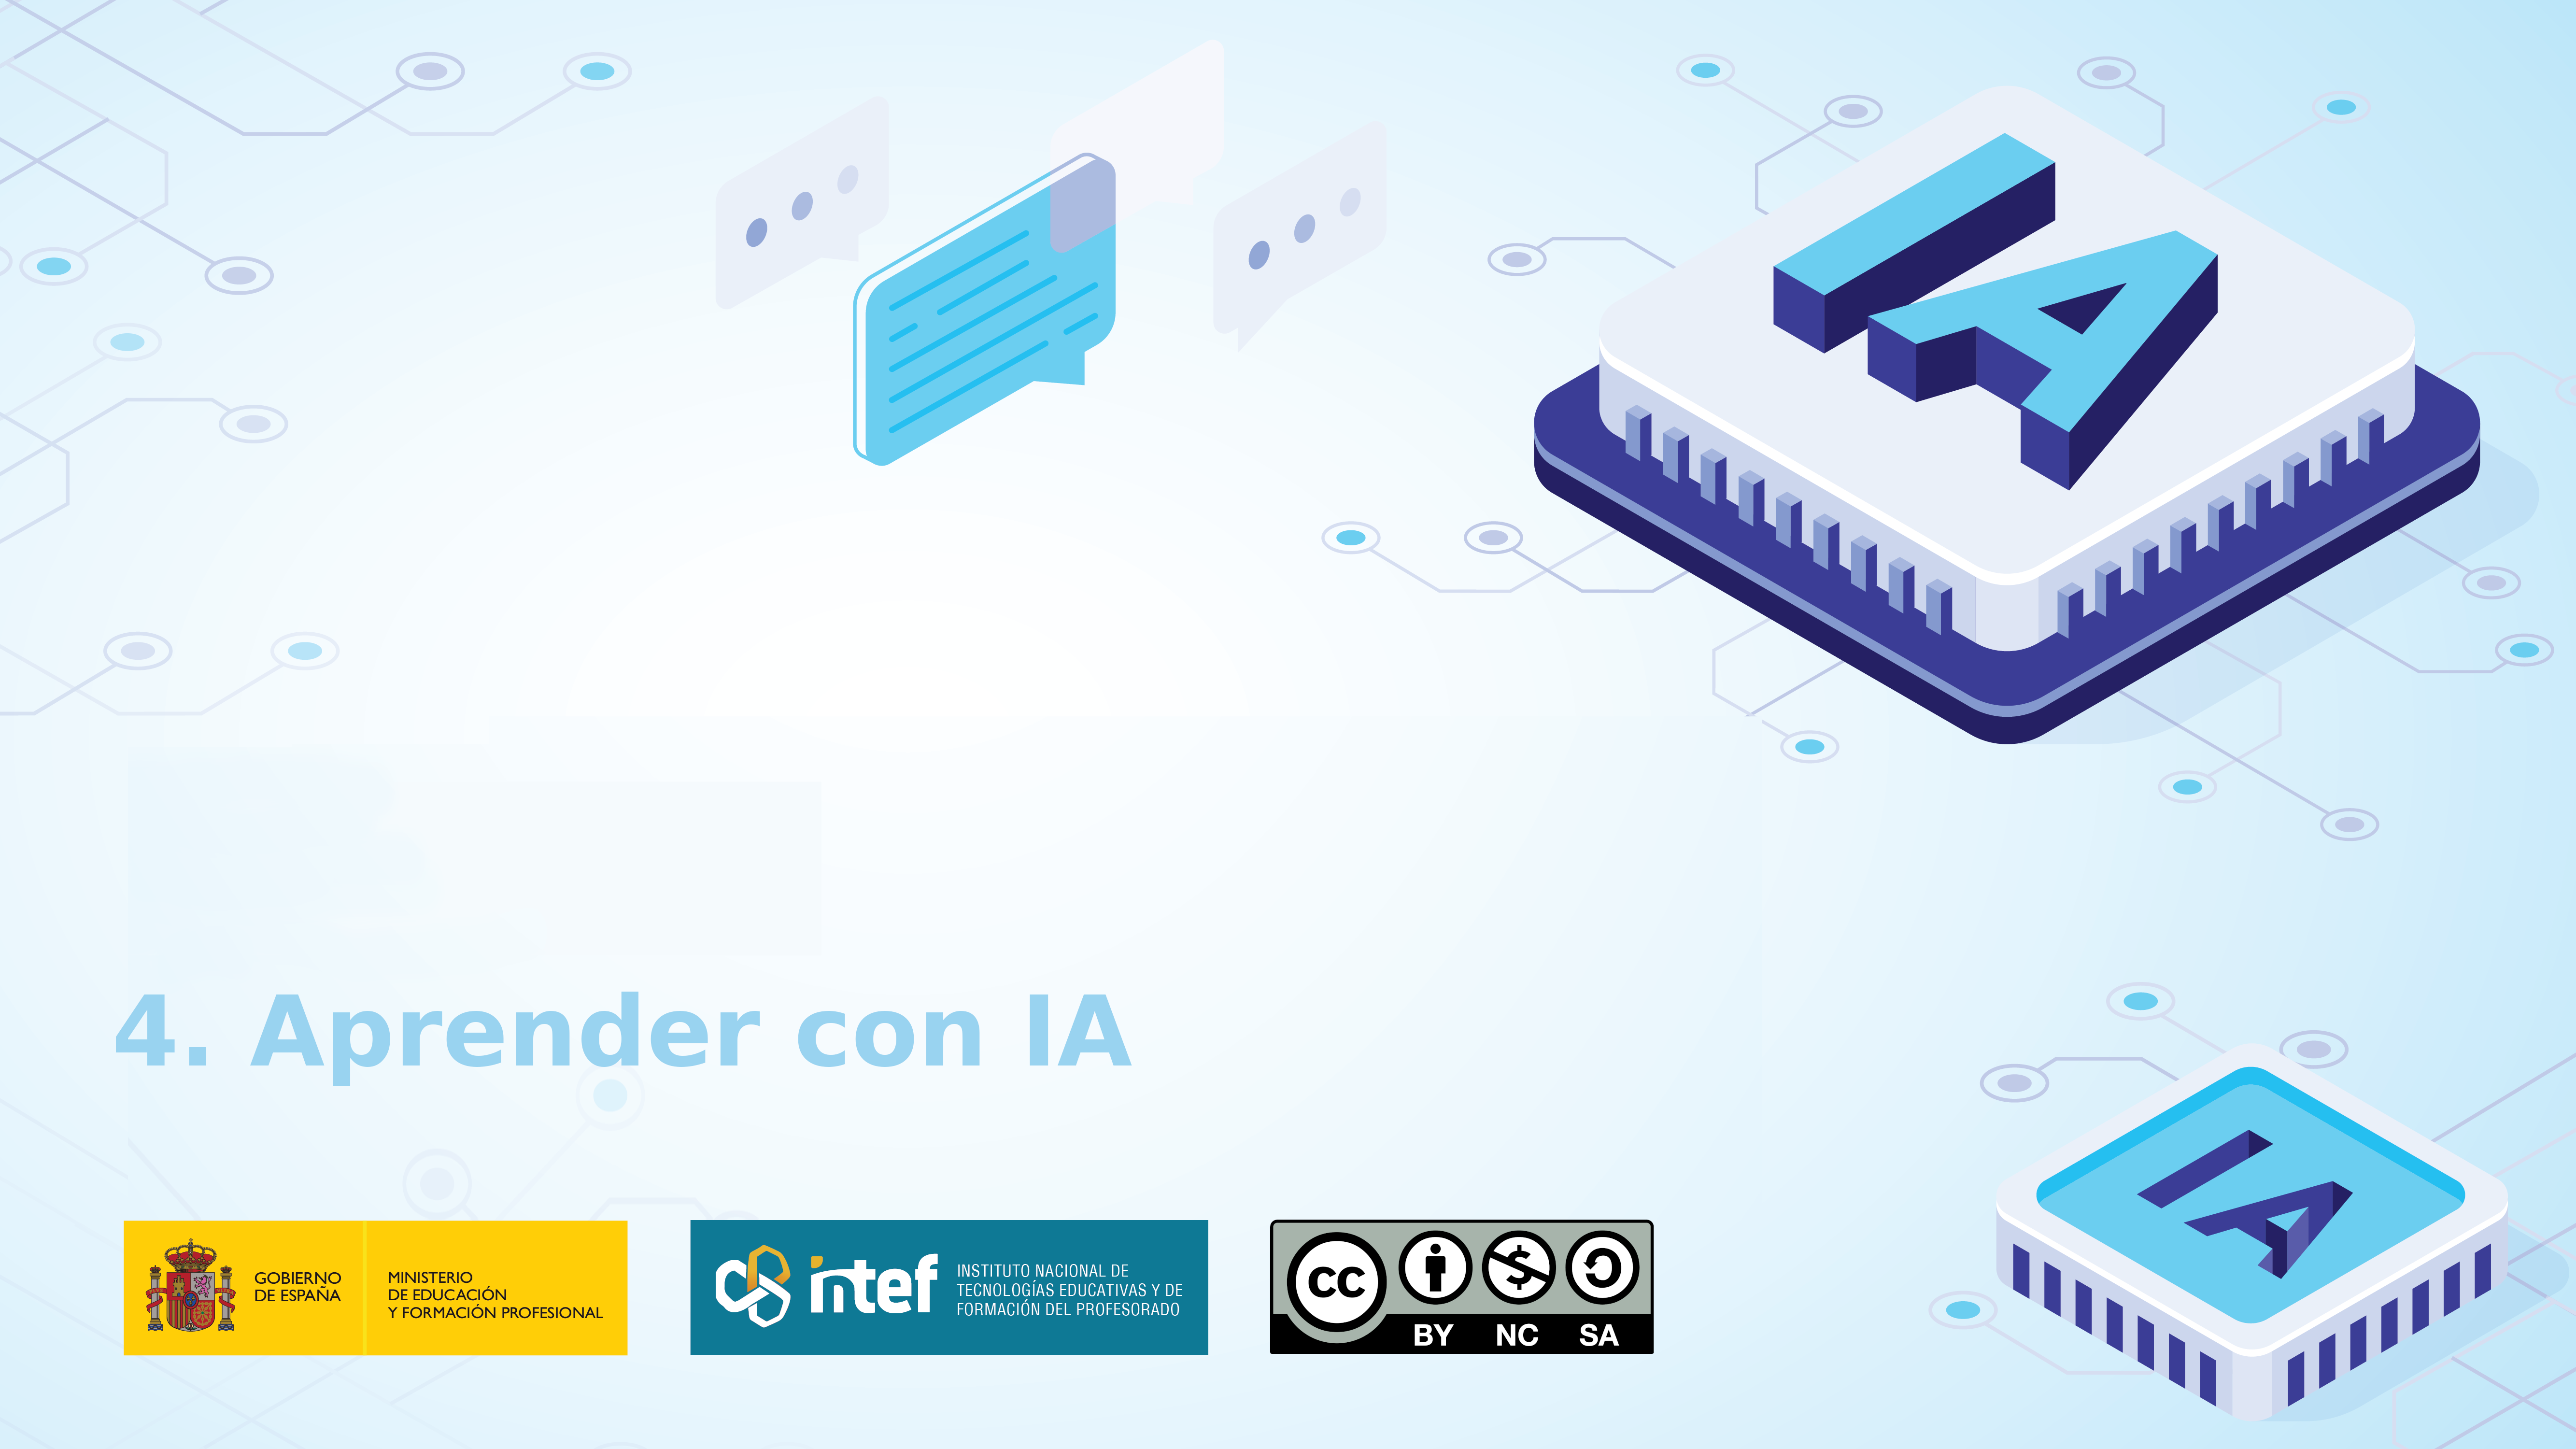 IA
4. Aprender con IA
IA
GOBIERNO
DE ESPAÑA
MINISTERIO
DE EDUCACIÓN
Y FORMACIÓN PROFESIONAL
intef
INSTITUTO NACIONAL DE
TECNOLOGÍAS EDUCATIVAS Y DE
FORMACIÓN DEL PROFESORADO
cc
BY NC SA